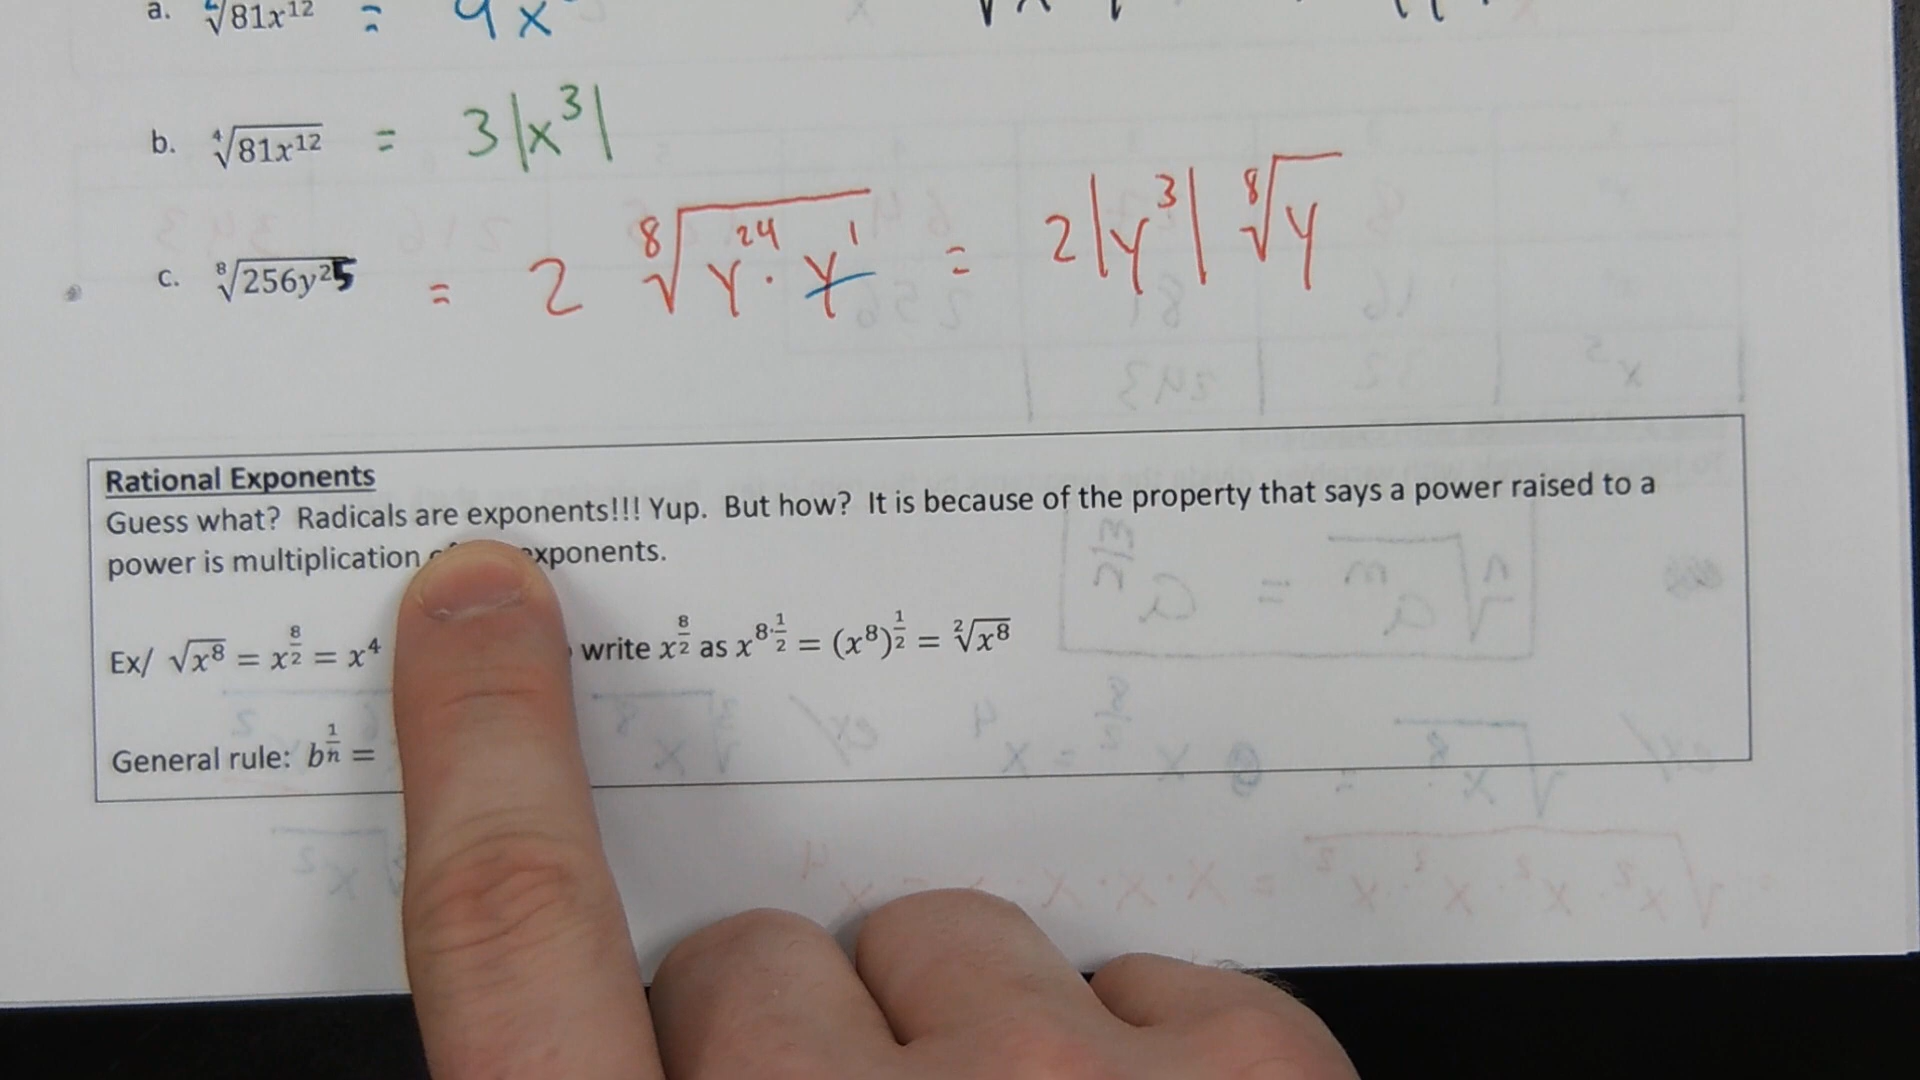 a. ²√81x¹² = 9x
b. ⁴√81x¹² = 3|x³|
c. ⁸√256y²⁵ = 2 ⁸√y²⁴ · y¹ = 2|y³| ⁸√y
Rational Exponents
Guess what? Radicals are exponents!!! Yup. But how? It is because of the property that says a power raised to a
power is multiplication exponents.
Ex/ √x⁸ = x^(8/2) = x⁴ write x^(8/2) as x^(8·1/2) = (x⁸)^(1/2) = ²√x⁸
General rule: b^(1/n) =